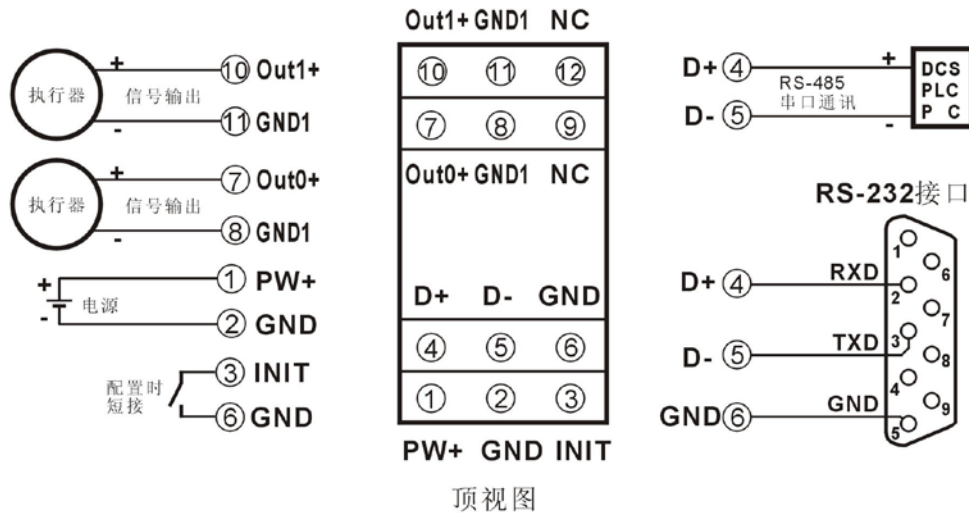 + ⑩ Out1+
执行器 信号输出
- ⑪ GND1
+ ⑦ Out0+
执行器 信号输出
- ⑧ GND1
① PW+
+
电源
-
② GND
③ INIT
配置时
短接
⑥ GND
Out1+ GND1 NC
⑩ ⑪ ⑫
⑦ ⑧ ⑨
Out0+ GND1 NC
D+ D- GND
④ ⑤ ⑥
① ② ③
PW+ GND INIT
顶视图
D+ ④ +
RS-485
串口通讯
D- ⑤ -
DCS
PLC
P C
RS-232接口
D+ ④ RXD
D- ⑤ TXD
GND ⑥ GND
1
6
2
7
3
8
4
9
5